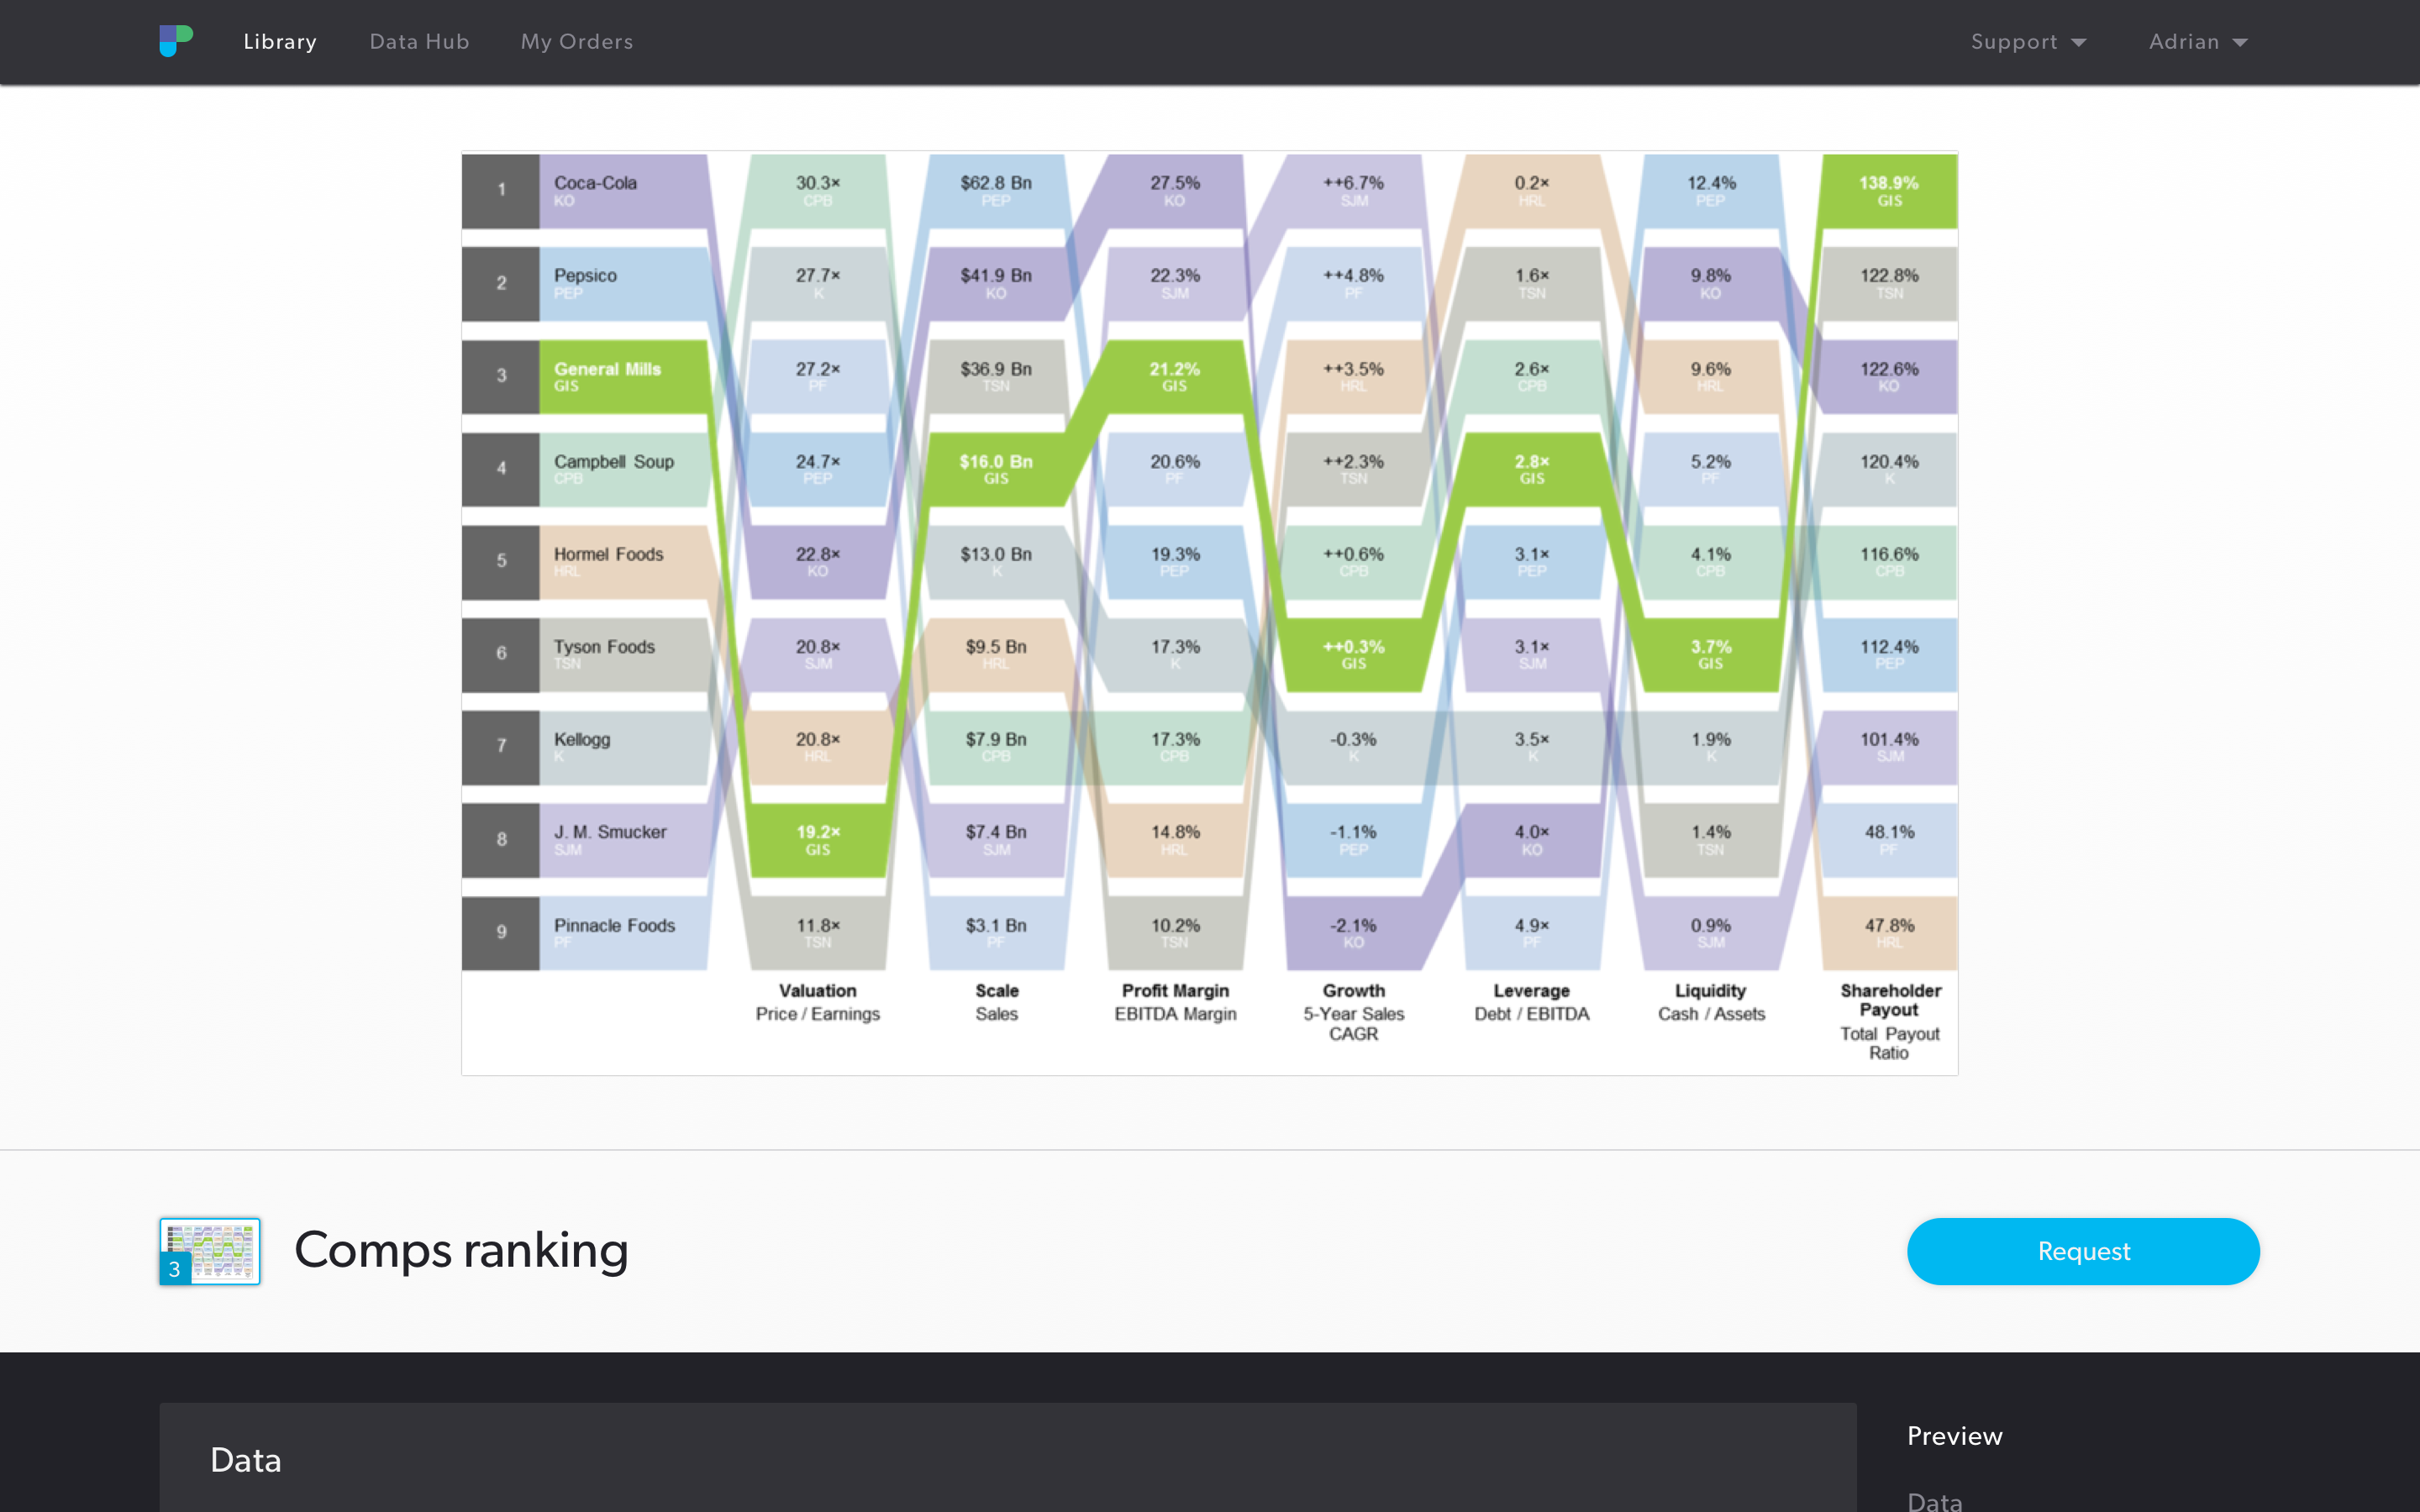 Library Data Hub My Orders Support Adrian
1 Coca-Cola 30.3× $62.8 Bn 27.5% ++6.7% 0.2× 12.4% 138.9%
KO CPB PEP KO SJM HRL PEP GIS
2 Pepsico 27.7× $41.9 Bn 22.3% ++4.8% 1.6× 9.8% 122.8%
PEP K KO SJM PF TSN KO TSN
3 General Mills 27.2× $36.9 Bn 21.2% ++3.5% 2.6× 9.6% 122.6%
GIS PF TSN GIS HRL CPB HRL KO
4 Campbell Soup 24.7× $16.0 Bn 20.6% ++2.3% 2.8× 5.2% 120.4%
CPB PEP GIS PF TSN GIS PF K
5 Hormel Foods 22.8× $13.0 Bn 19.3% ++0.6% 3.1× 4.1% 116.6%
HRL KO K PEP CPB PEP CPB CPB
6 Tyson Foods 20.8× $9.5 Bn 17.3% ++0.3% 3.1× 3.7% 112.4%
TSN SJM HRL K GIS SJM GIS PEP
7 Kellogg 20.8× $7.9 Bn 17.3% -0.3% 3.5× 1.9% 101.4%
K HRL CPB CPB K K K SJM
8 J. M. Smucker 19.2× $7.4 Bn 14.8% -1.1% 4.0× 1.4% 48.1%
SJM GIS SJM HRL PEP KO TSN PF
9 Pinnacle Foods 11.8× $3.1 Bn 10.2% -2.1% 4.9× 0.9% 47.8%
PF TSN PF TSN KO PF SJM HRL
Valuation Scale Profit Margin Growth Leverage Liquidity Shareholder
Payout
Price / Earnings Sales EBITDA Margin 5-Year Sales Debt / EBITDA Cash / Assets
CAGR
Total Payout
Ratio
3
Comps ranking
Request
Data
Preview
Data